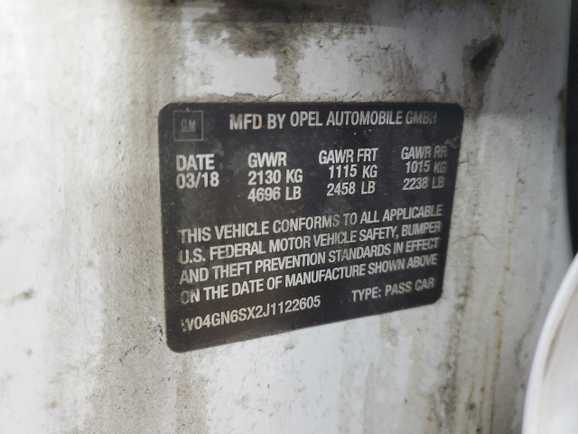 GM
MFD BY OPEL AUTOMOBILE GMBH
DATE GVWR GAWR FRT GAWR RR
03/18 2130 KG 1115 KG 1015 KG
4696 LB 2458 LB 2238 LB
THIS VEHICLE CONFORMS TO ALL APPLICABLE
U.S. FEDERAL MOTOR VEHICLE SAFETY, BUMPER
AND THEFT PREVENTION STANDARDS IN EFFECT
ON THE DATE OF MANUFACTURE SHOWN ABOVE
W04GN6SX2J1122605 TYPE: PASS CAR